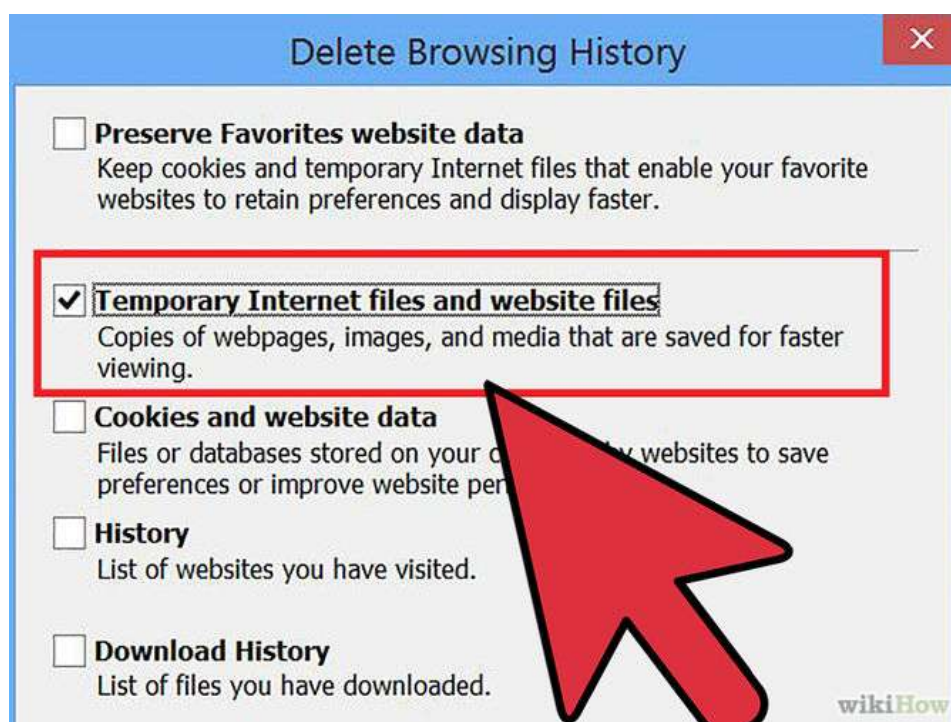 Delete Browsing History
Preserve Favorites website data
Keep cookies and temporary Internet files that enable your favorite
websites to retain preferences and display faster.
Temporary Internet files and website files
Copies of webpages, images, and media that are saved for faster
viewing.
Cookies and website data
Files or databases stored on your by websites to save
preferences or improve website
History
List of websites you have visited.
Download History
List of files you have downloaded.
wikiHow